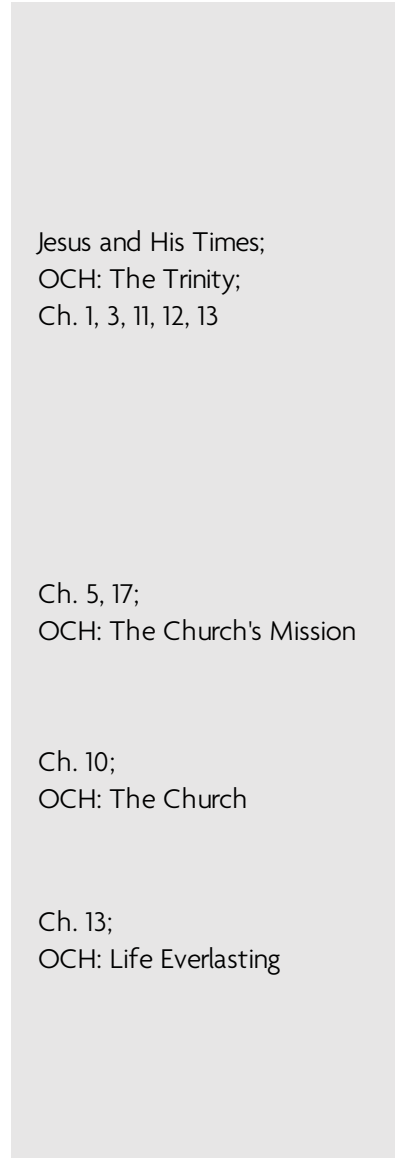 Jesus and His Times;
OCH: The Trinity;
Ch. 1, 3, 11, 12, 13
Ch. 5, 17;
OCH: The Church's Mission
Ch. 10;
OCH: The Church
Ch. 13;
OCH: Life Everlasting